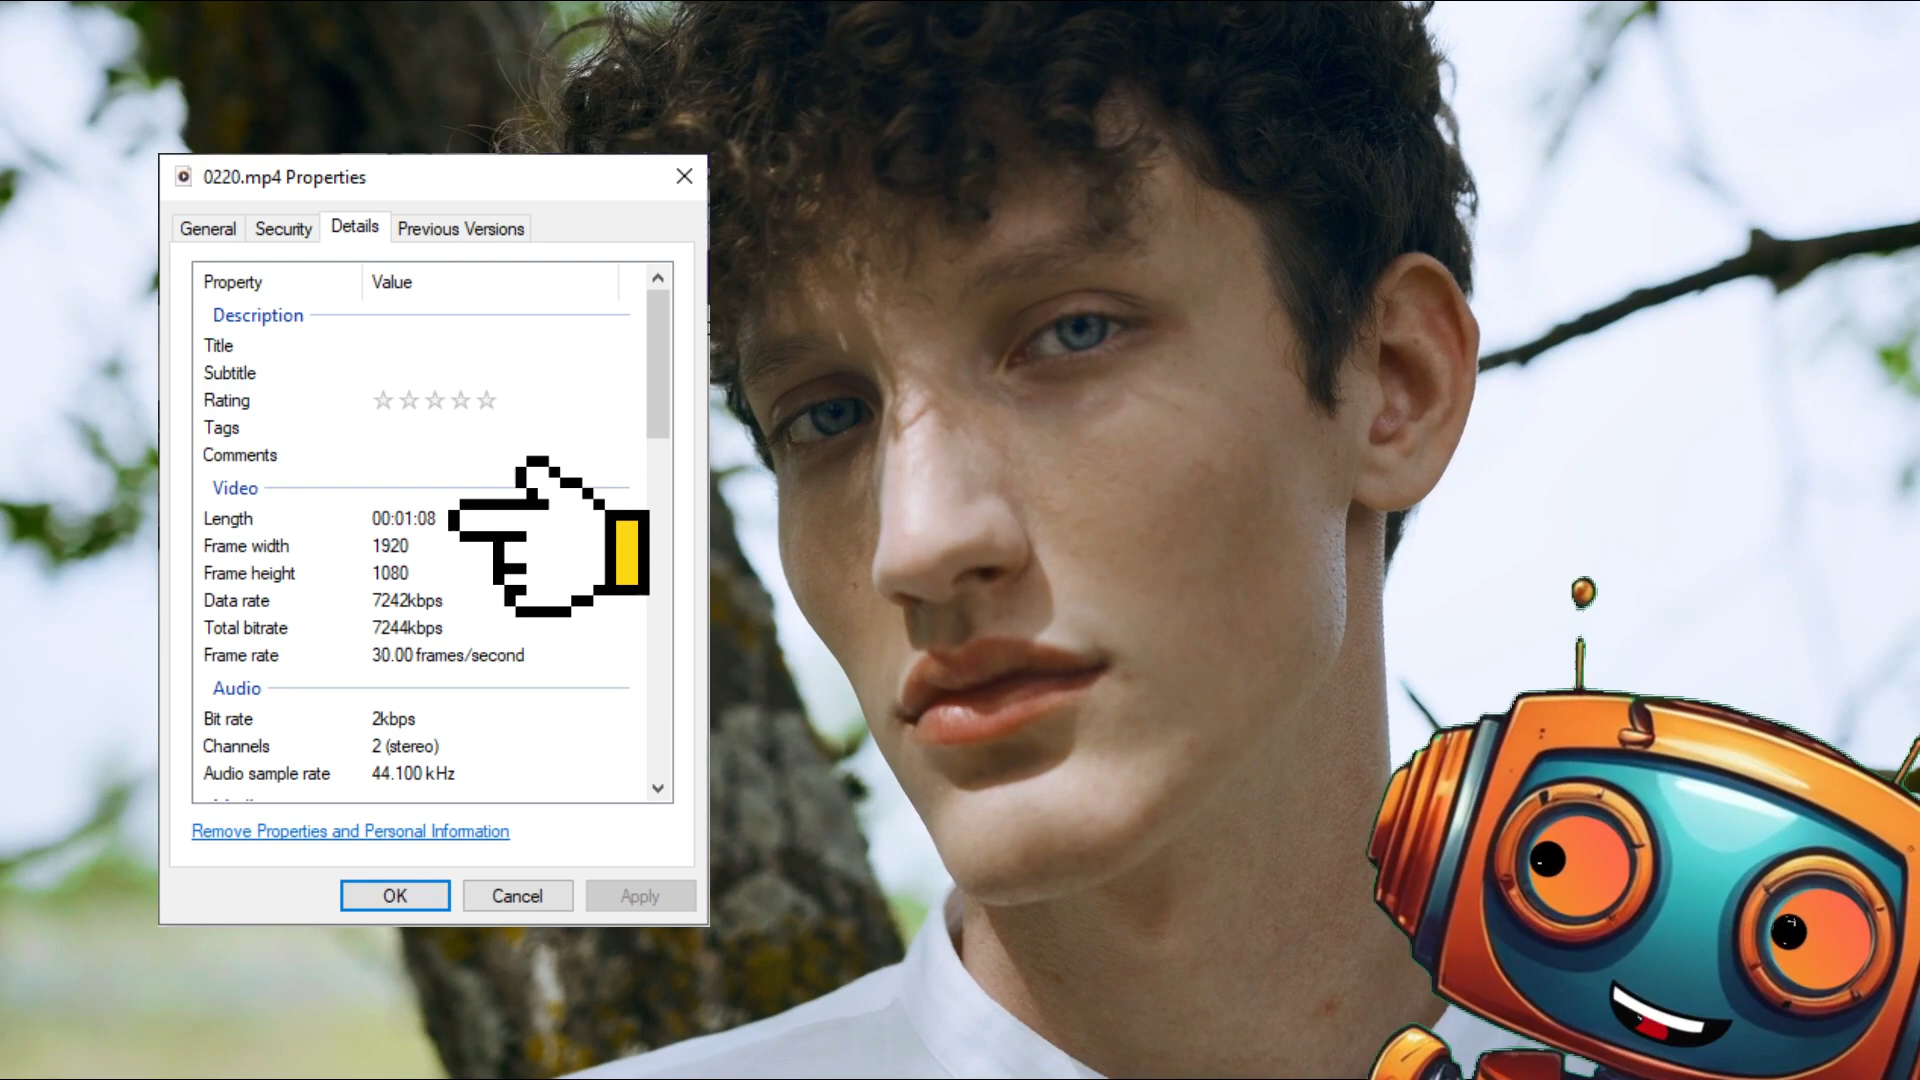 0220.mp4 Properties
General Security Details Previous Versions
Property Value
Description
Title
Subtitle
Rating
Tags
Comments
Video
Length 00:01:08
Frame width 1920
Frame height 1080
Data rate 7242kbps
Total bitrate 7244kbps
Frame rate 30.00 frames/second
Audio
Bit rate 2kbps
Channels 2 (stereo)
Audio sample rate 44.100 kHz
Remove Properties and Personal Information
OK Cancel Apply